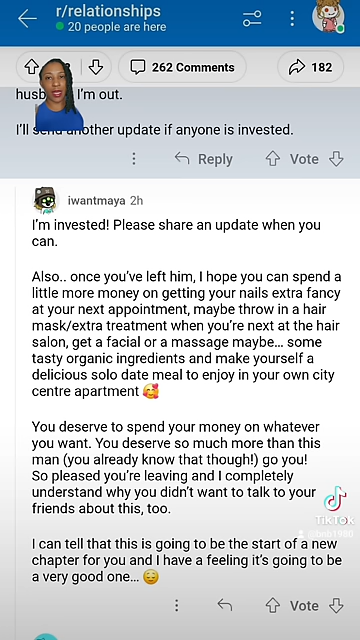 r/relationships
20 people are here
262 Comments
182
I'm out.
I'll another update if anyone is invested.
Reply
Vote
iwantmaya 2h
I'm invested! Please share an update when you
can.
Also.. once you've left him, I hope you can spend a
little more money on getting your nails extra fancy
at your next appointment, maybe throw in a hair
mask/extra treatment when you're next at the hair
salon, get a facial or a massage maybe... some
tasty organic ingredients and make yourself a
delicious solo date meal to enjoy in your own city
centre apartment 🥰
You deserve to spend your money on whatever
you want. You deserve so much more than this
man (you already know that though!) go you!
So pleased you're leaving and I completely
understand why you didn't want to talk to your
friends about this, too.
TikTok
I can tell that this is going to be the start of a new
chapter for you and I have a feeling it's going to be
a very good one... 😌
Vote